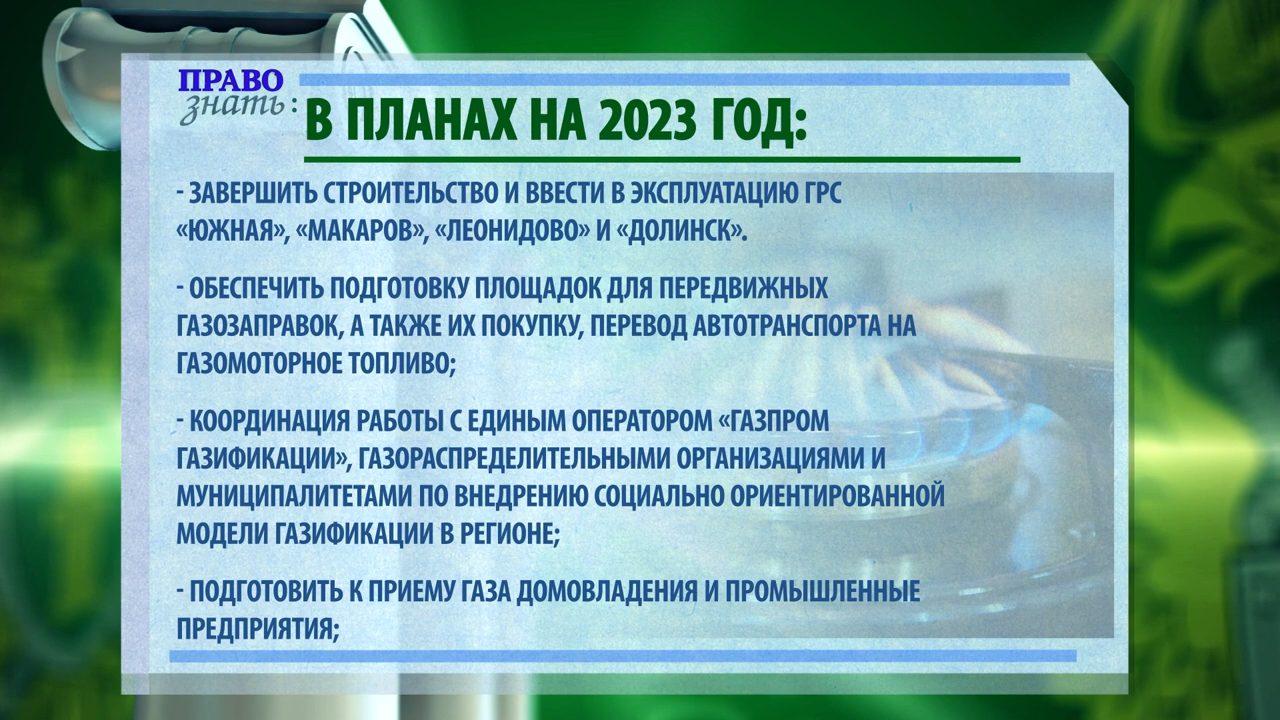 ПРАВО
знать:
В ПЛАНАХ НА 2023 ГОД:
- ЗАВЕРШИТЬ СТРОИТЕЛЬСТВО И ВВЕСТИ В ЭКСПЛУАТАЦИЮ ГРС
«ЮЖНАЯ», «МАКАРОВ», «ЛЕОНИДОВО» И «ДОЛИНСК».
- ОБЕСПЕЧИТЬ ПОДГОТОВКУ ПЛОЩАДОК ДЛЯ ПЕРЕДВИЖНЫХ
ГАЗОЗАПРАВОК, А ТАКЖЕ ИХ ПОКУПКУ, ПЕРЕВОД АВТОТРАНСПОРТА НА
ГАЗОМОТОРНОЕ ТОПЛИВО;
- КООРДИНАЦИЯ РАБОТЫ С ЕДИНЫМ ОПЕРАТОРОМ «ГАЗПРОМ
ГАЗИФИКАЦИИ», ГАЗОРАСПРЕДЕЛИТЕЛЬНЫМИ ОРГАНИЗАЦИЯМИ И
МУНИЦИПАЛИТЕТАМИ ПО ВНЕДРЕНИЮ СОЦИАЛЬНО ОРИЕНТИРОВАННОЙ
МОДЕЛИ ГАЗИФИКАЦИИ В РЕГИОНЕ;
- ПОДГОТОВИТЬ К ПРИЕМУ ГАЗА ДОМОВЛАДЕНИЯ И ПРОМЫШЛЕННЫЕ
ПРЕДПРИЯТИЯ;